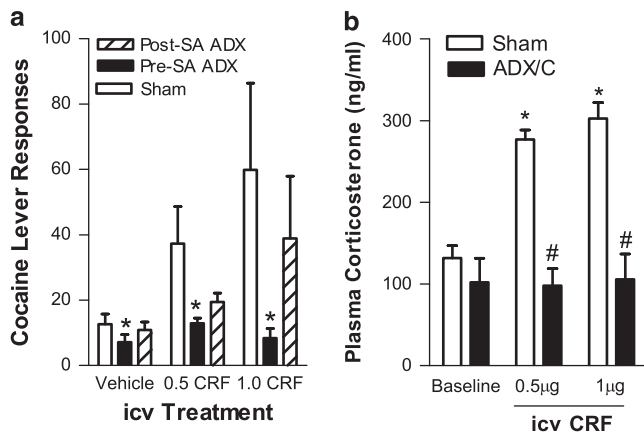 a
Cocaine Lever Responses
100
80
60
40
20
0
Post-SA ADX
Pre-SA ADX
Sham
*
*
*
Vehicle
0.5 CRF
1.0 CRF
icv Treatment
b
Plasma Corticosterone (ng/ml)
400
300
200
100
0
Sham
ADX/C
*
#
*
#
Baseline
0.5µg
1µg
icv CRF